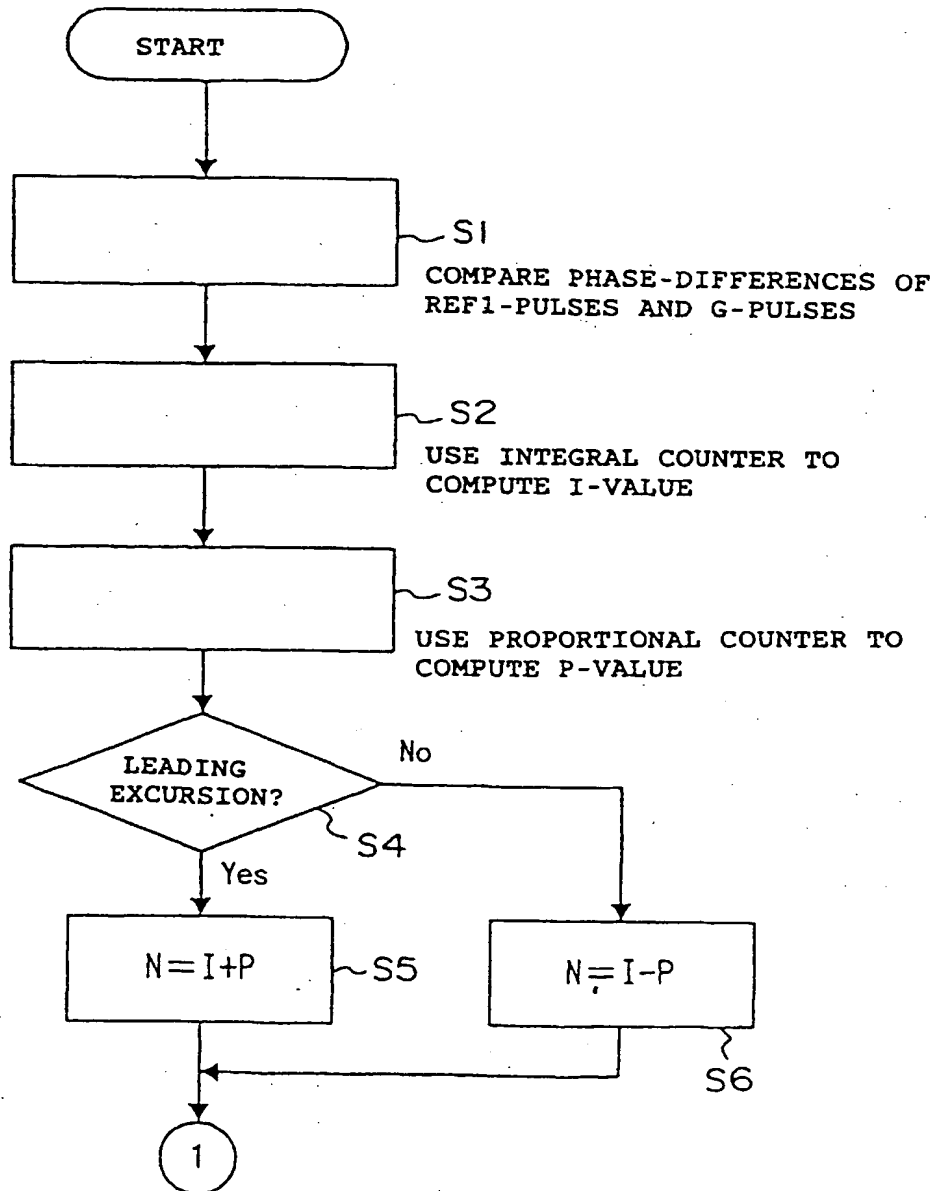 START
S1
COMPARE PHASE-DIFFERENCES OF
REF1-PULSES AND G-PULSES
S2
USE INTEGRAL COUNTER TO
COMPUTE I-VALUE
S3
USE PROPORTIONAL COUNTER TO
COMPUTE P-VALUE
LEADING
EXCURSION?
No
S4
Yes
N=I+P
S5
N=I-P
S6
1